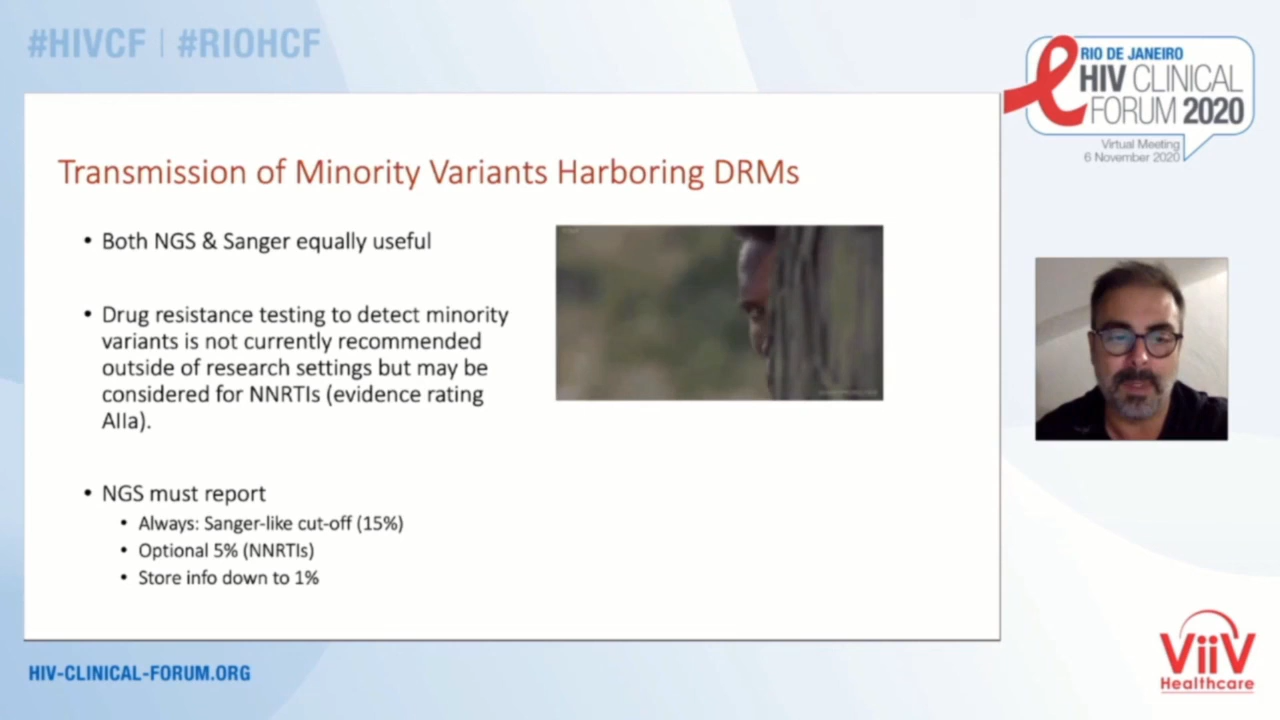 #HIVCF | #RIOHCF
RIO DE JANEIRO
HIV CLINICAL
FORUM 2020
Virtual Meeting
6 November 2020
Transmission of Minority Variants Harboring DRMs
• Both NGS & Sanger equally useful
• Drug resistance testing to detect minority
variants is not currently recommended
outside of research settings but may be
considered for NNRTIs (evidence rating
AIIa).
• NGS must report
• Always: Sanger-like cut-off (15%)
• Optional 5% (NNRTIs)
• Store info down to 1%
HIV-CLINICAL-FORUM.ORG
ViiV
Healthcare